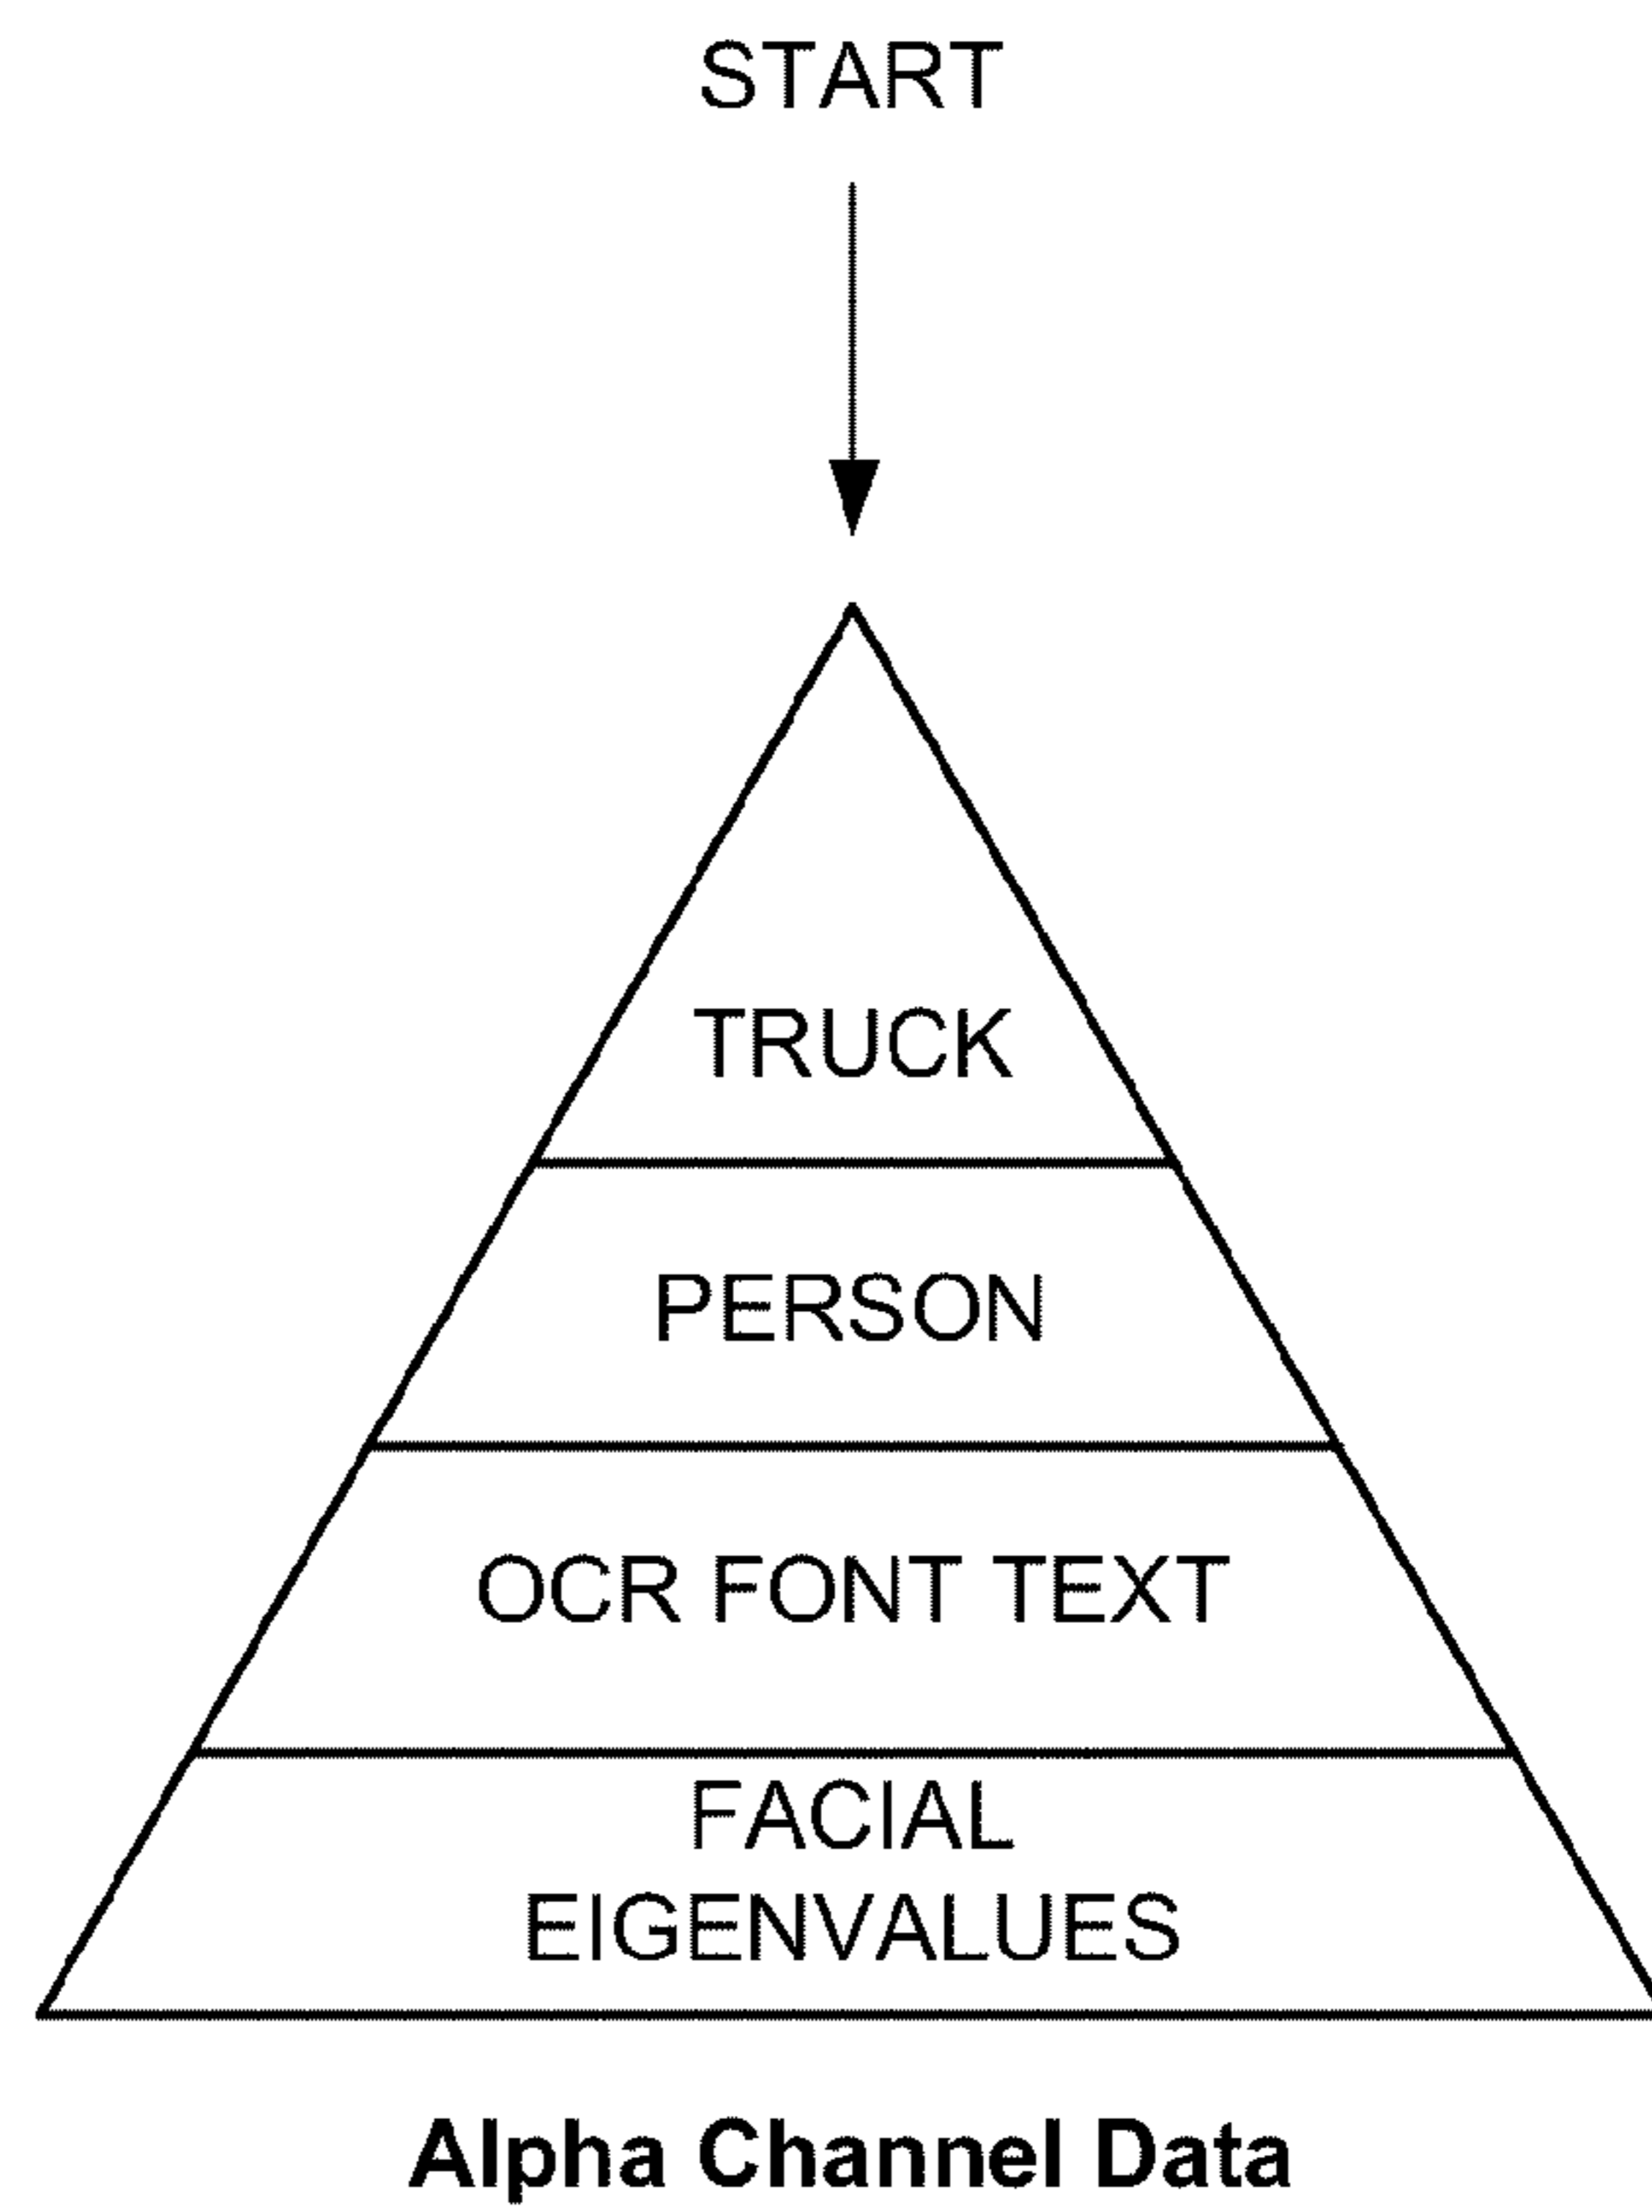 START
TRUCK
PERSON
OCR FONT TEXT
FACIAL
EIGENVALUES
Alpha Channel Data